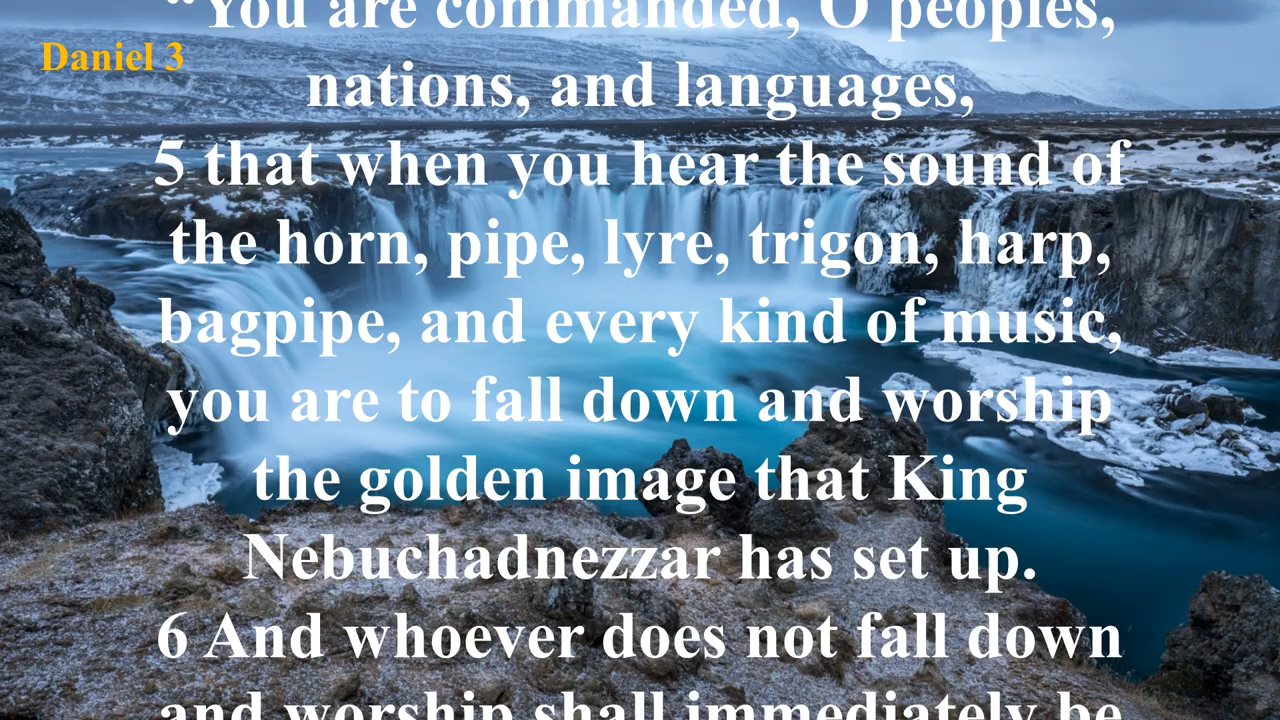 “You are commanded, O peoples,
Daniel 3
nations, and languages,
5 that when you hear the sound of
the horn, pipe, lyre, trigon, harp,
bagpipe, and every kind of music,
you are to fall down and worship
the golden image that King
Nebuchadnezzar has set up.
6 And whoever does not fall down
and worship shall immediately be